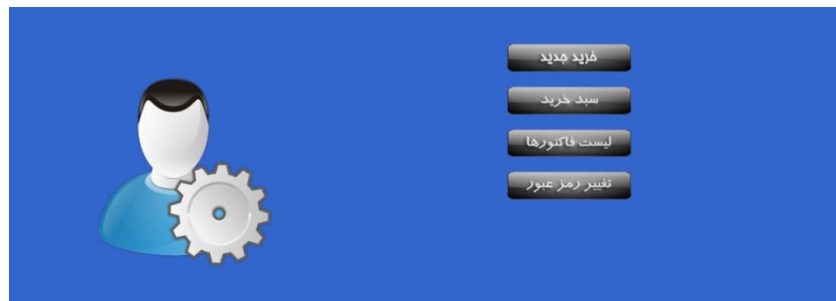 خرید جدید
سبد خرید
لیست فاکتورها
تغییر رمز عبور